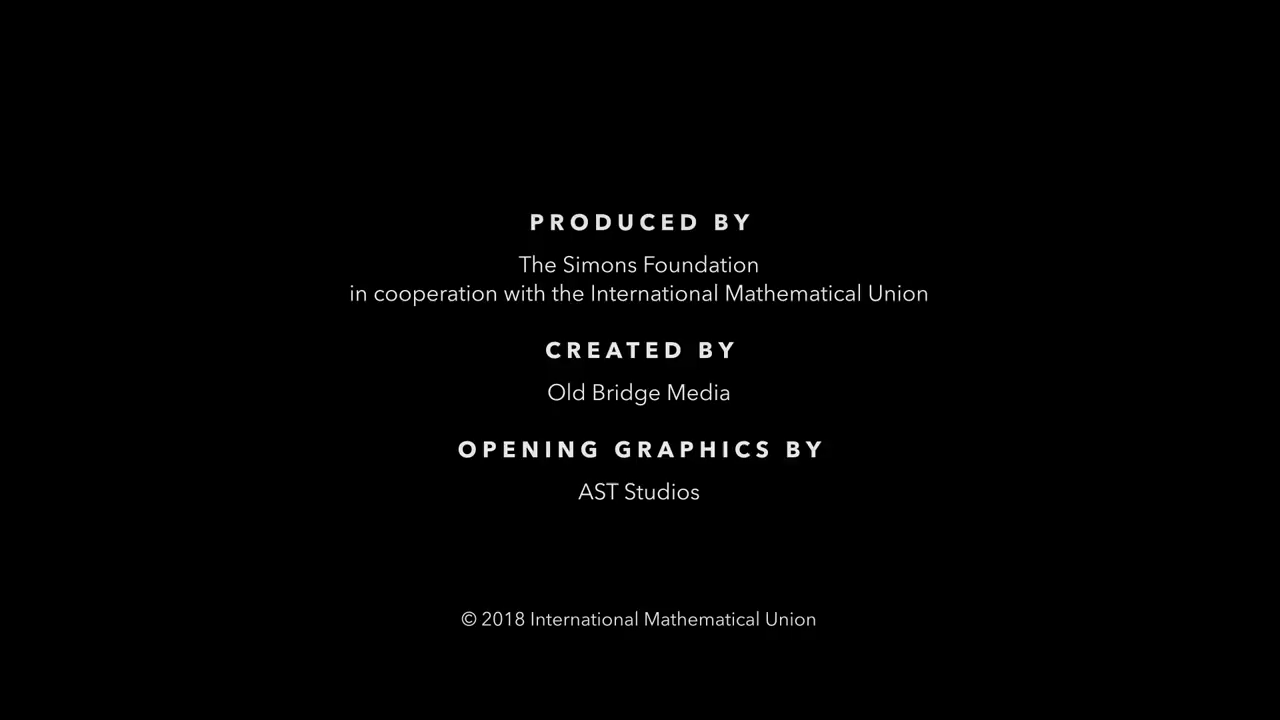 PRODUCED BY
The Simons Foundation
in cooperation with the International Mathematical Union
CREATED BY
Old Bridge Media
OPENING GRAPHICS BY
AST Studios
© 2018 International Mathematical Union